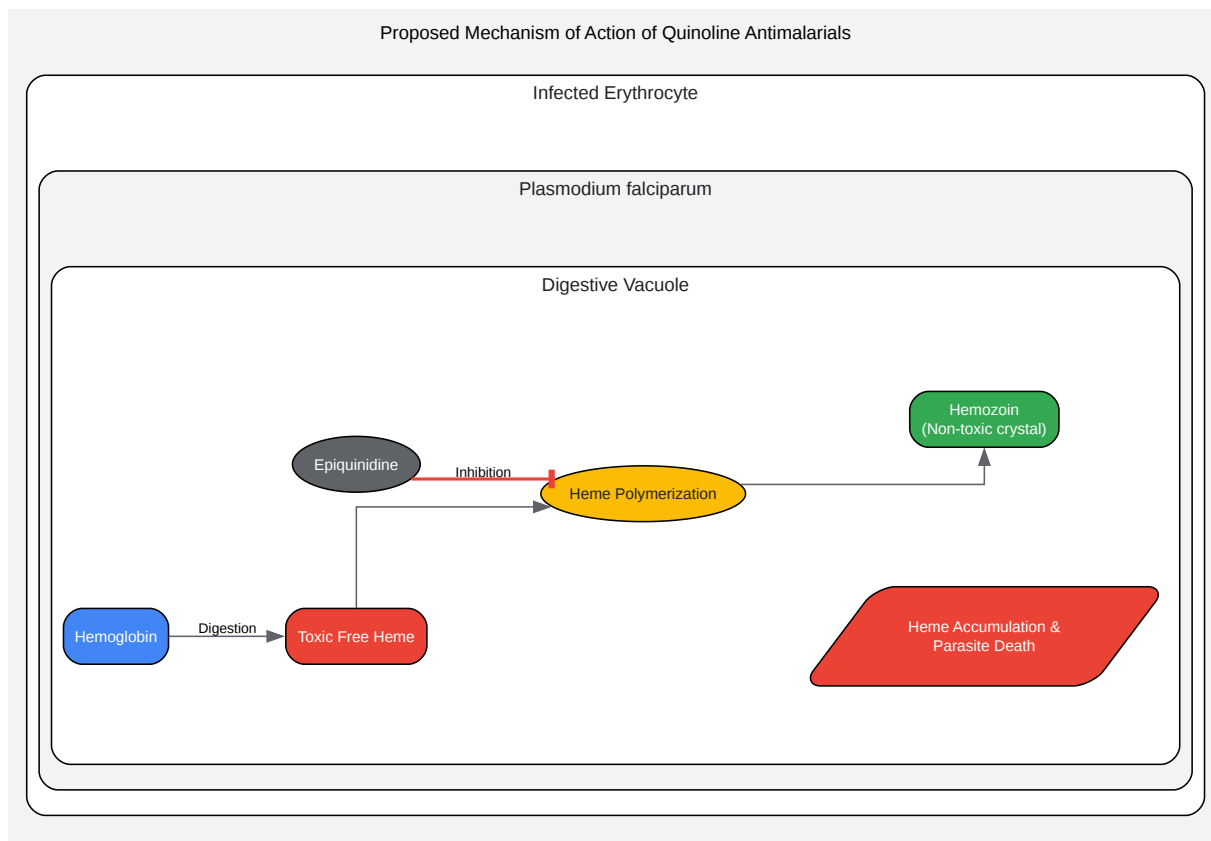 Proposed Mechanism of Action of Quinoline Antimalarials
Infected Erythrocyte
Plasmodium falciparum
Digestive Vacuole
Hemozoin
(Non-toxic crystal)
Epiquinidine
Inhibition
Heme Polymerization
Hemoglobin
Digestion
Toxic Free Heme
Heme Accumulation &
Parasite Death